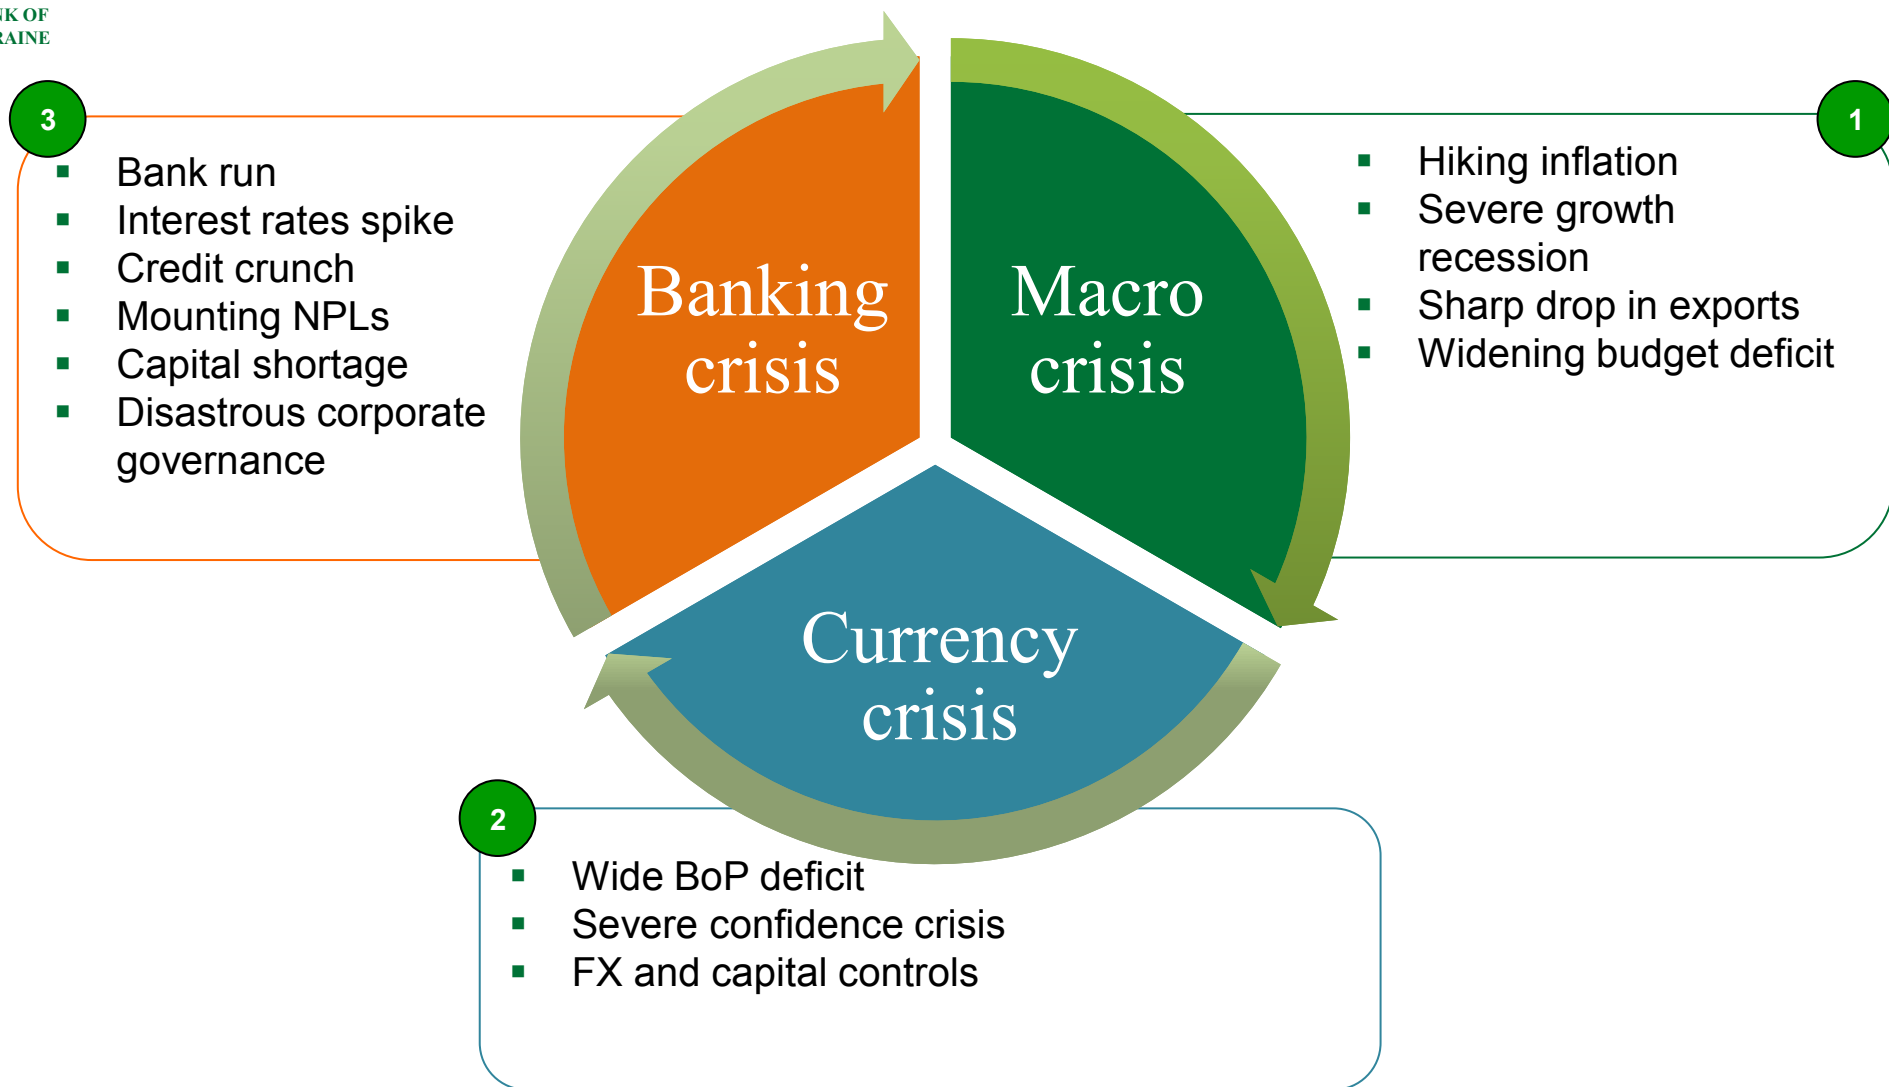 NK OF
RAINE
3
Bank run
Interest rates spike
Credit crunch
Mounting NPLs
Capital shortage
Disastrous corporate
governance
Banking
crisis
Macro
crisis
1
Hiking inflation
Severe growth
recession
Sharp drop in exports
Widening budget deficit
Currency
crisis
2
Wide BoP deficit
Severe confidence crisis
FX and capital controls